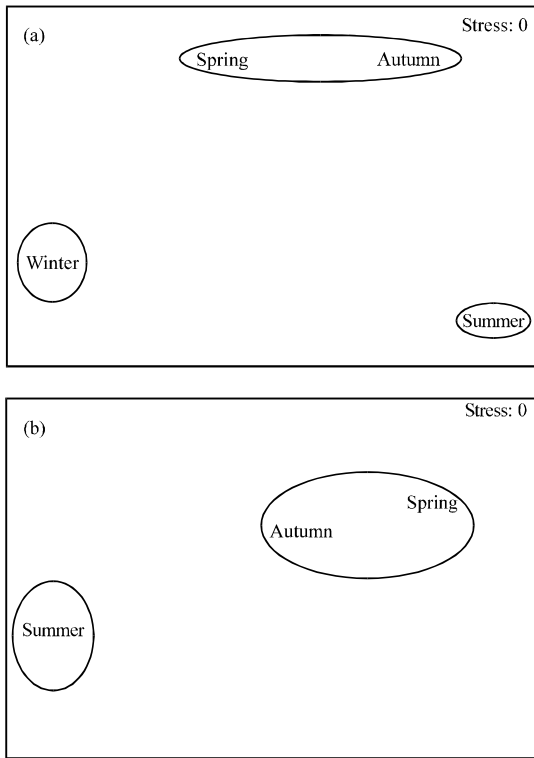 (a)
Stress: 0
Spring Autumn
Winter
Summer
(b)
Stress: 0
Spring
Autumn
Summer